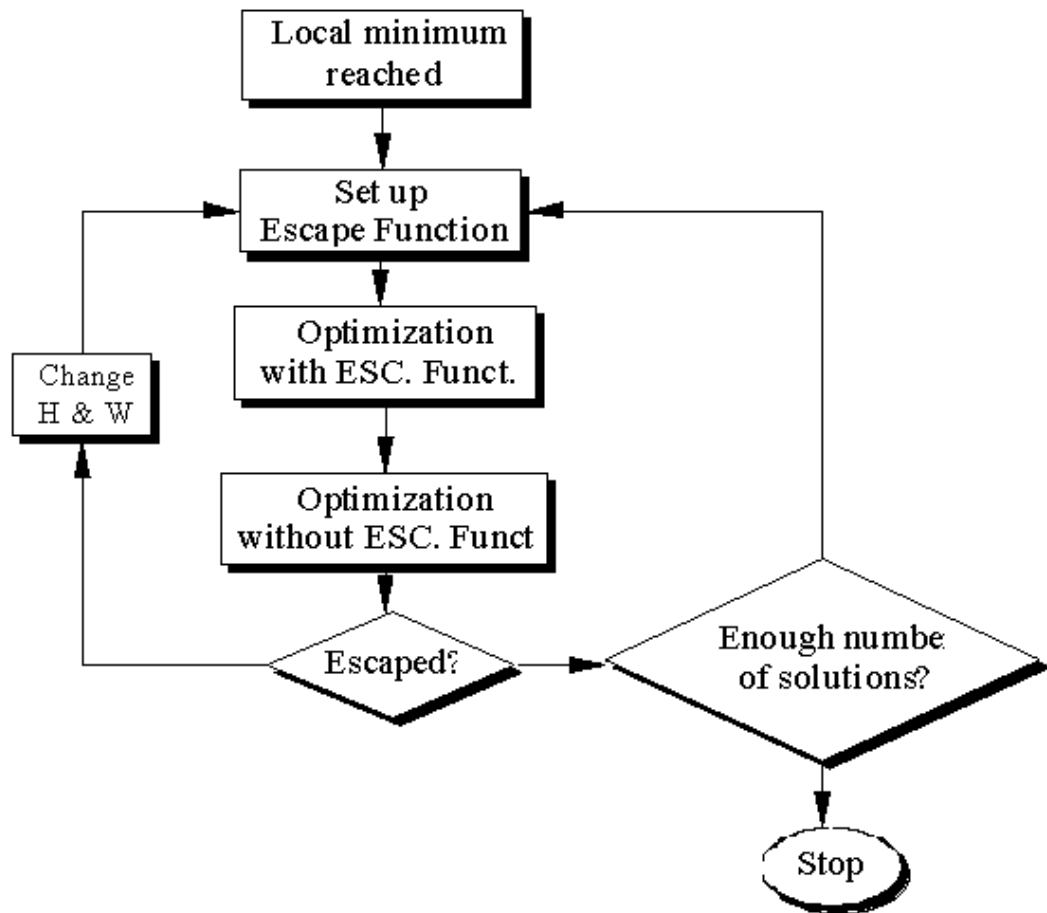 Local minimum
reached
Set up
Escape Function
Optimization
with ESC. Funct.
Change
H & W
Optimization
without ESC. Funct
Escaped?
Enough numbe
of solutions?
Stop